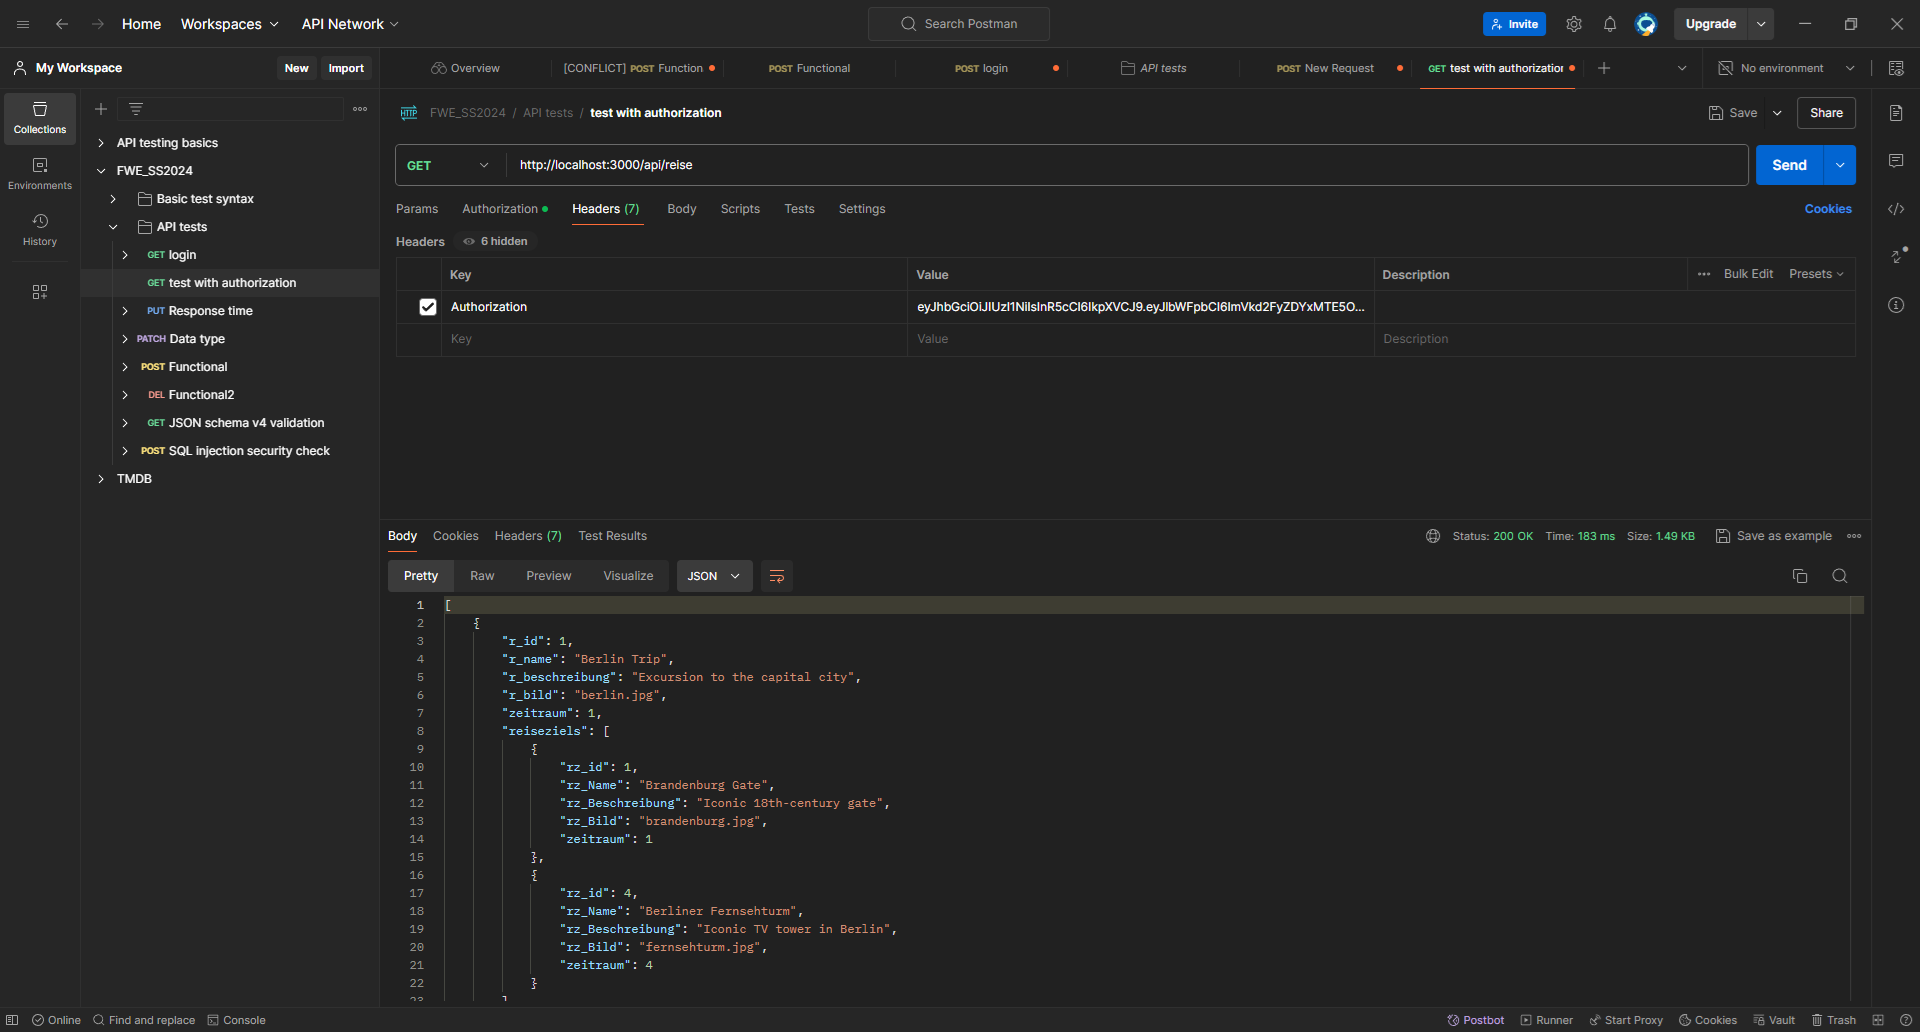 Home Workspaces API Network Search Postman Invite Upgrade
My Workspace New Import Overview [CONFLICT] POST Function POST Functional POST login API tests POST New Request GET test with authorization No environment
Collections
Environments
History
API testing basics
FWE_SS2024
Basic test syntax
API tests
GET login
GET test with authorization
PUT Response time
PATCH Data type
POST Functional
DEL Functional2
GET JSON schema v4 validation
POST SQL injection security check
TMDB
HTTP FWE_SS2024 / API tests / test with authorization Save Share
GET http://localhost:3000/api/reise Send
Params Authorization Headers (7) Body Scripts Tests Settings Cookies
Headers 6 hidden
Key Value Description Bulk Edit Presets
Authorization
Key Value Description
Body Cookies Headers (7) Test Results Status: 200 OK Time: 183 ms Size: 1.49 KB Save as example
Pretty Raw Preview Visualize JSON
1 [
2 {
3 "r_id": 1,
4 "r_name": "Berlin Trip",
5 "r_beschreibung": "Excursion to the capital city",
6 "r_bild": "berlin.jpg",
7 "zeitraum": 1,
8 "reiseziels": [
9 {
10 "rz_id": 1,
11 "rz_Name": "Brandenburg Gate",
12 "rz_Beschreibung": "Iconic 18th-century gate",
13 "rz_Bild": "brandenburg.jpg",
14 "zeitraum": 1
15 },
16 {
17 "rz_id": 4,
18 "rz_Name": "Berliner Fernsehturm",
19 "rz_Beschreibung": "Iconic TV tower in Berlin",
20 "rz_Bild": "fernsehturm.jpg",
21 "zeitraum": 4
22 }
23 ]
Online Find and replace Console Postbot Runner Start Proxy Cookies Vault Trash